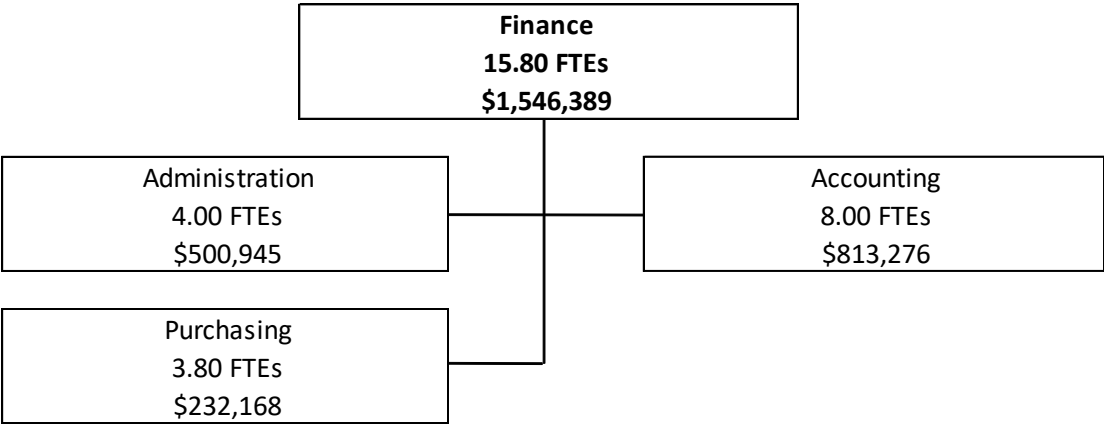 Finance
15.80 FTEs
$1,546,389
Administration
4.00 FTEs
$500,945
Accounting
8.00 FTEs
$813,276
Purchasing
3.80 FTEs
$232,168